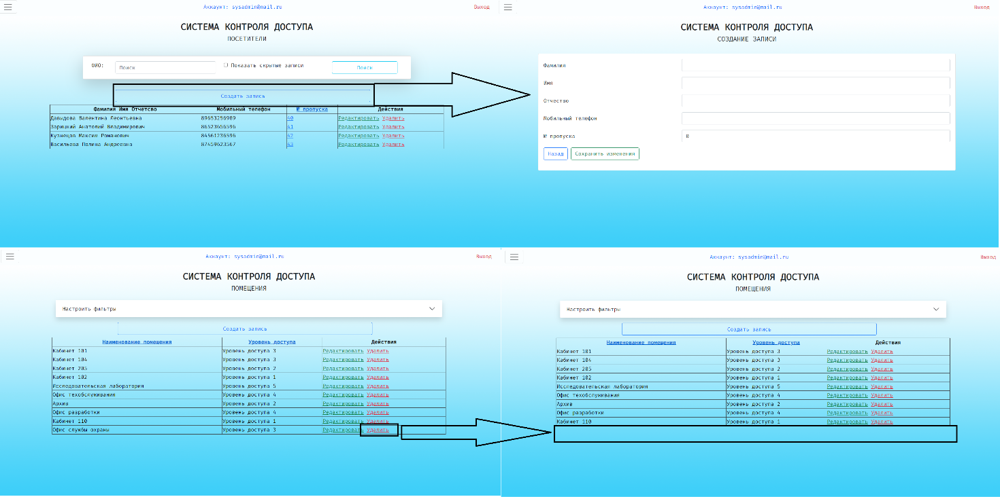 Аккаунт: sysadmin@mail.ru
Выход
СИСТЕМА КОНТРОЛЯ ДОСТУПА
ПОСЕТИТЕЛИ
ФИО:
Поиск
Показать скрытые записи
Поиск
Создать запись
Фамилия Имя Отчетсво Мобильный телефон № пропуска Действия
Давыдова Валентина Леонтьевна 89653256989 40 Редактировать Удалить
Зарицкий Анатолий Владимирович 86523656596 41 Редактировать Удалить
Кузнецов Максим Романович 84561236596 42 Редактировать Удалить
Васильева Полина Андреевна 87459623567 43 Редактировать Удалить
Аккаунт: sysadmin@mail.ru
Выход
СИСТЕМА КОНТРОЛЯ ДОСТУПА
СОЗДАНИЕ ЗАПИСИ
Фамилия
Имя
Отчество
Мобильный телефон
№ пропуска 0
Назад Сохранить изменения
Аккаунт: sysadmin@mail.ru
Выход
СИСТЕМА КОНТРОЛЯ ДОСТУПА
ПОМЕЩЕНИЯ
Настроить фильтры
Создать запись
Наименование помещения Уровень доступа Действия
Кабинет 101 Уровень доступа 3 Редактировать Удалить
Кабинет 104 Уровень доступа 3 Редактировать Удалить
Кабинет 205 Уровень доступа 2 Редактировать Удалить
Кабинет 102 Уровень доступа 1 Редактировать Удалить
Исследовательская лаборатория Уровень доступа 5 Редактировать Удалить
Офис техобслуживания Уровень доступа 4 Редактировать Удалить
Архив Уровень доступа 2 Редактировать Удалить
Офис разработки Уровень доступа 4 Редактировать Удалить
Кабинет 110 Уровень доступа 1 Редактировать Удалить
Офис службы охраны Уровень доступа 3 Редактировать Удалить
Аккаунт: sysadmin@mail.ru
Выход
СИСТЕМА КОНТРОЛЯ ДОСТУПА
ПОМЕЩЕНИЯ
Настроить фильтры
Создать запись
Наименование помещения Уровень доступа Действия
Кабинет 101 Уровень доступа 3 Редактировать Удалить
Кабинет 104 Уровень доступа 3 Редактировать Удалить
Кабинет 205 Уровень доступа 2 Редактировать Удалить
Кабинет 102 Уровень доступа 1 Редактировать Удалить
Исследовательская лаборатория Уровень доступа 5 Редактировать Удалить
Офис техобслуживания Уровень доступа 4 Редактировать Удалить
Архив Уровень доступа 2 Редактировать Удалить
Офис разработки Уровень доступа 4 Редактировать Удалить
Кабинет 110 Уровень доступа 1 Редактировать Удалить